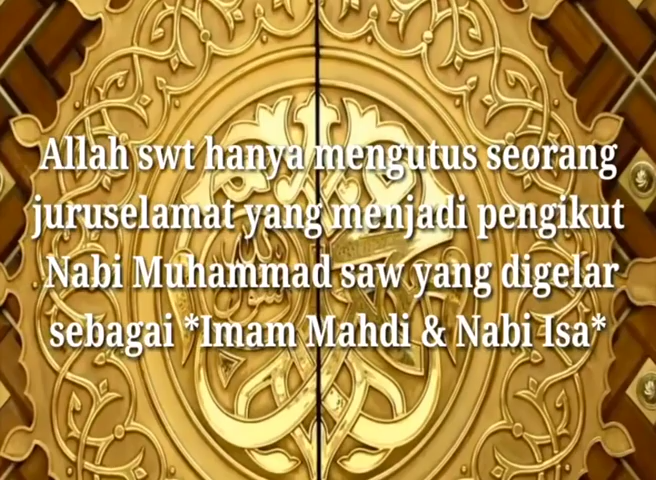 Allah swt hanya mengutus seorang
juruselamat yang menjadi pengikut
Nabi Muhammad saw yang digelar
sebagai *Imam Mahdi & Nabi Isa*